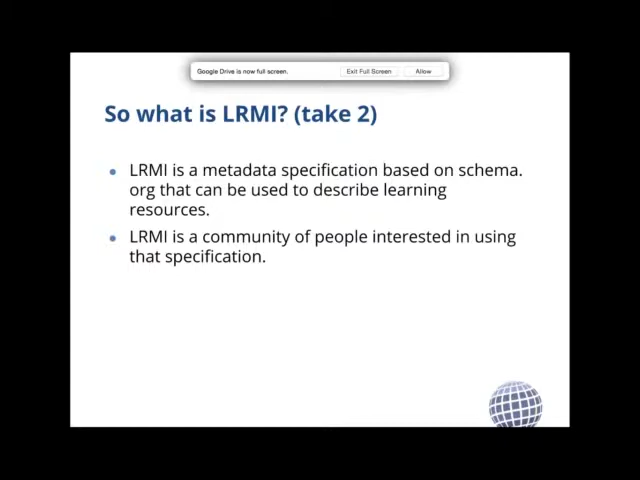 Google Drive is now full screen. Exit Full Screen Allow
So what is LRMI? (take 2)
LRMI is a metadata specification based on schema.
org that can be used to describe learning
resources.
LRMI is a community of people interested in using
that specification.